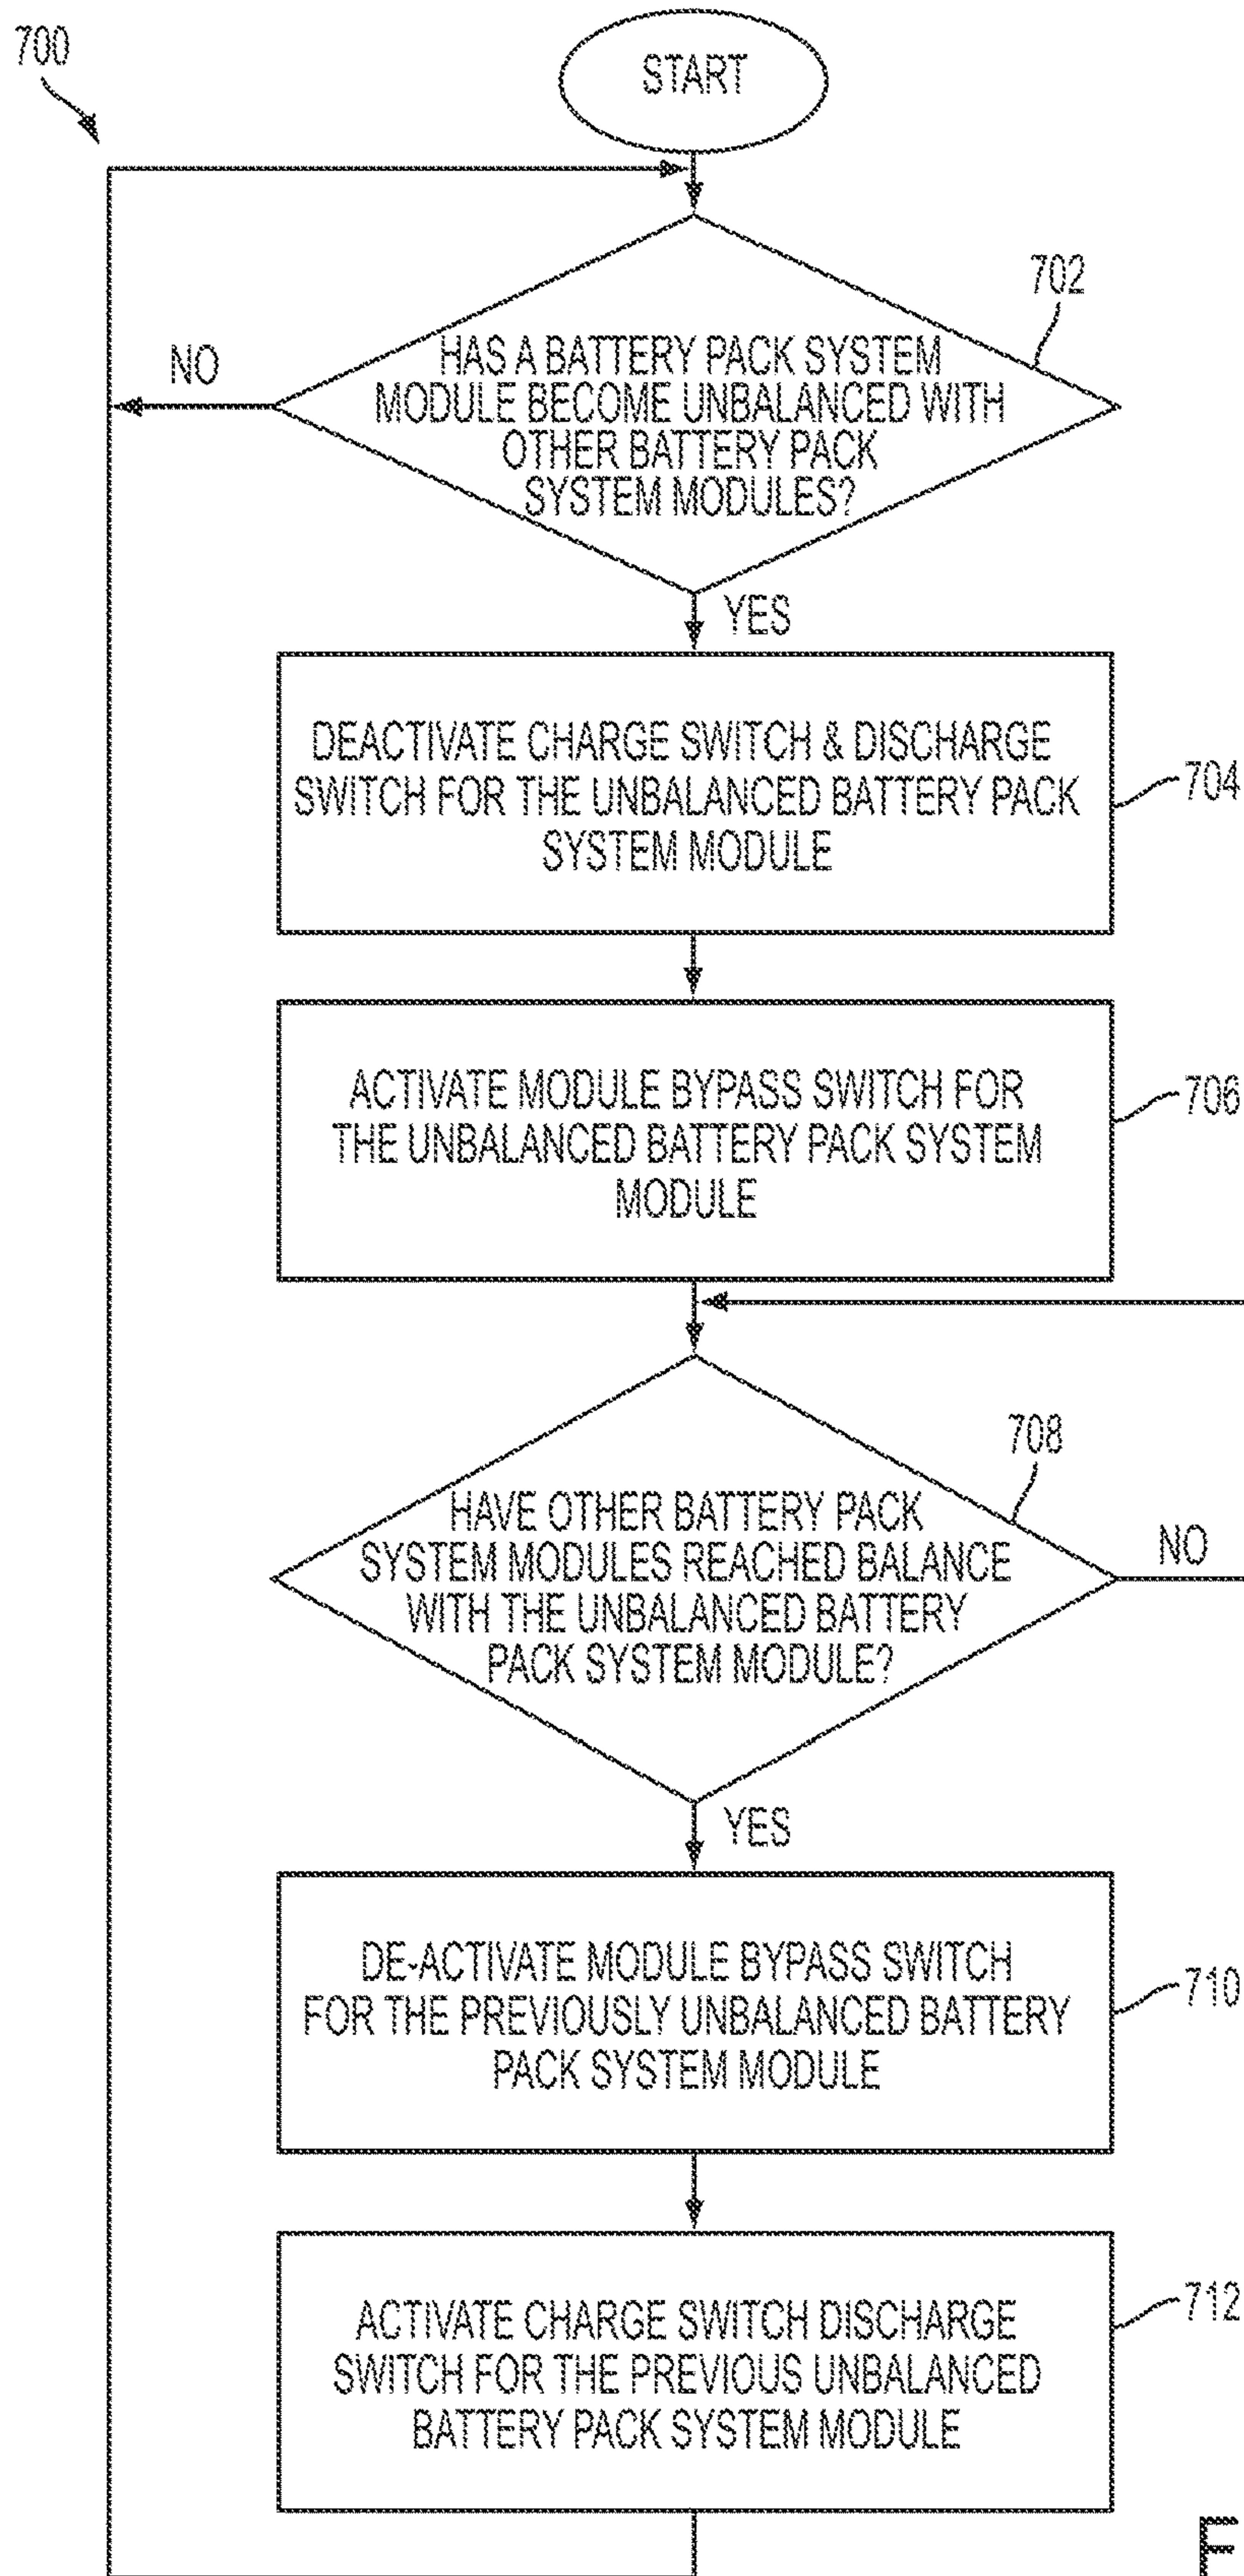 700
START
702
HAS A BATTERY PACK SYSTEM
MODULE BECOME UNBALANCED WITH
OTHER BATTERY PACK
SYSTEM MODULES?
NO
YES
DEACTIVATE CHARGE SWITCH & DISCHARGE
SWITCH FOR THE UNBALANCED BATTERY PACK
SYSTEM MODULE
704
ACTIVATE MODULE BYPASS SWITCH FOR
THE UNBALANCED BATTERY PACK SYSTEM
MODULE
706
708
HAVE OTHER BATTERY PACK
SYSTEM MODULES REACHED BALANCE
WITH THE UNBALANCED BATTERY
PACK SYSTEM MODULE?
NO
YES
DE-ACTIVATE MODULE BYPASS SWITCH
FOR THE PREVIOUSLY UNBALANCED BATTERY
PACK SYSTEM MODULE
710
ACTIVATE CHARGE SWITCH DISCHARGE
SWITCH FOR THE PREVIOUS UNBALANCED
BATTERY PACK SYSTEM MODULE
712